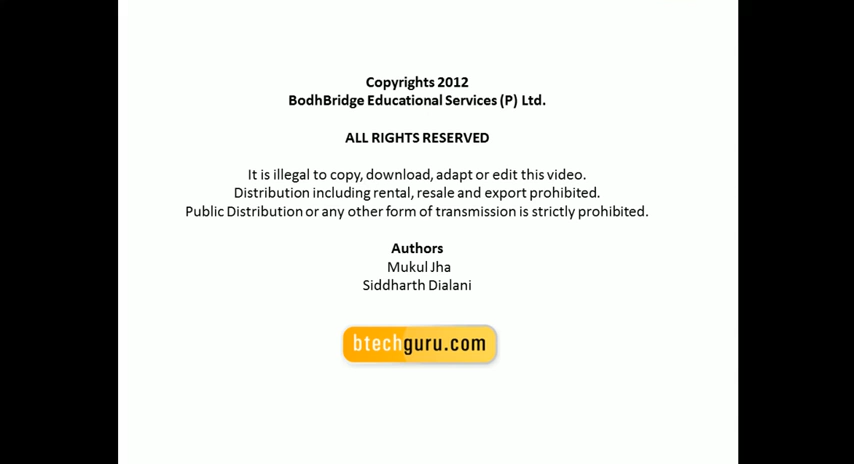 Copyrights 2012
BodhBridge Educational Services (P) Ltd.
ALL RIGHTS RESERVED
It is illegal to copy, download, adapt or edit this video.
Distribution including rental, resale and export prohibited.
Public Distribution or any other form of transmission is strictly prohibited.
Authors
Mukul Jha
Siddharth Dialani
btechguru.com